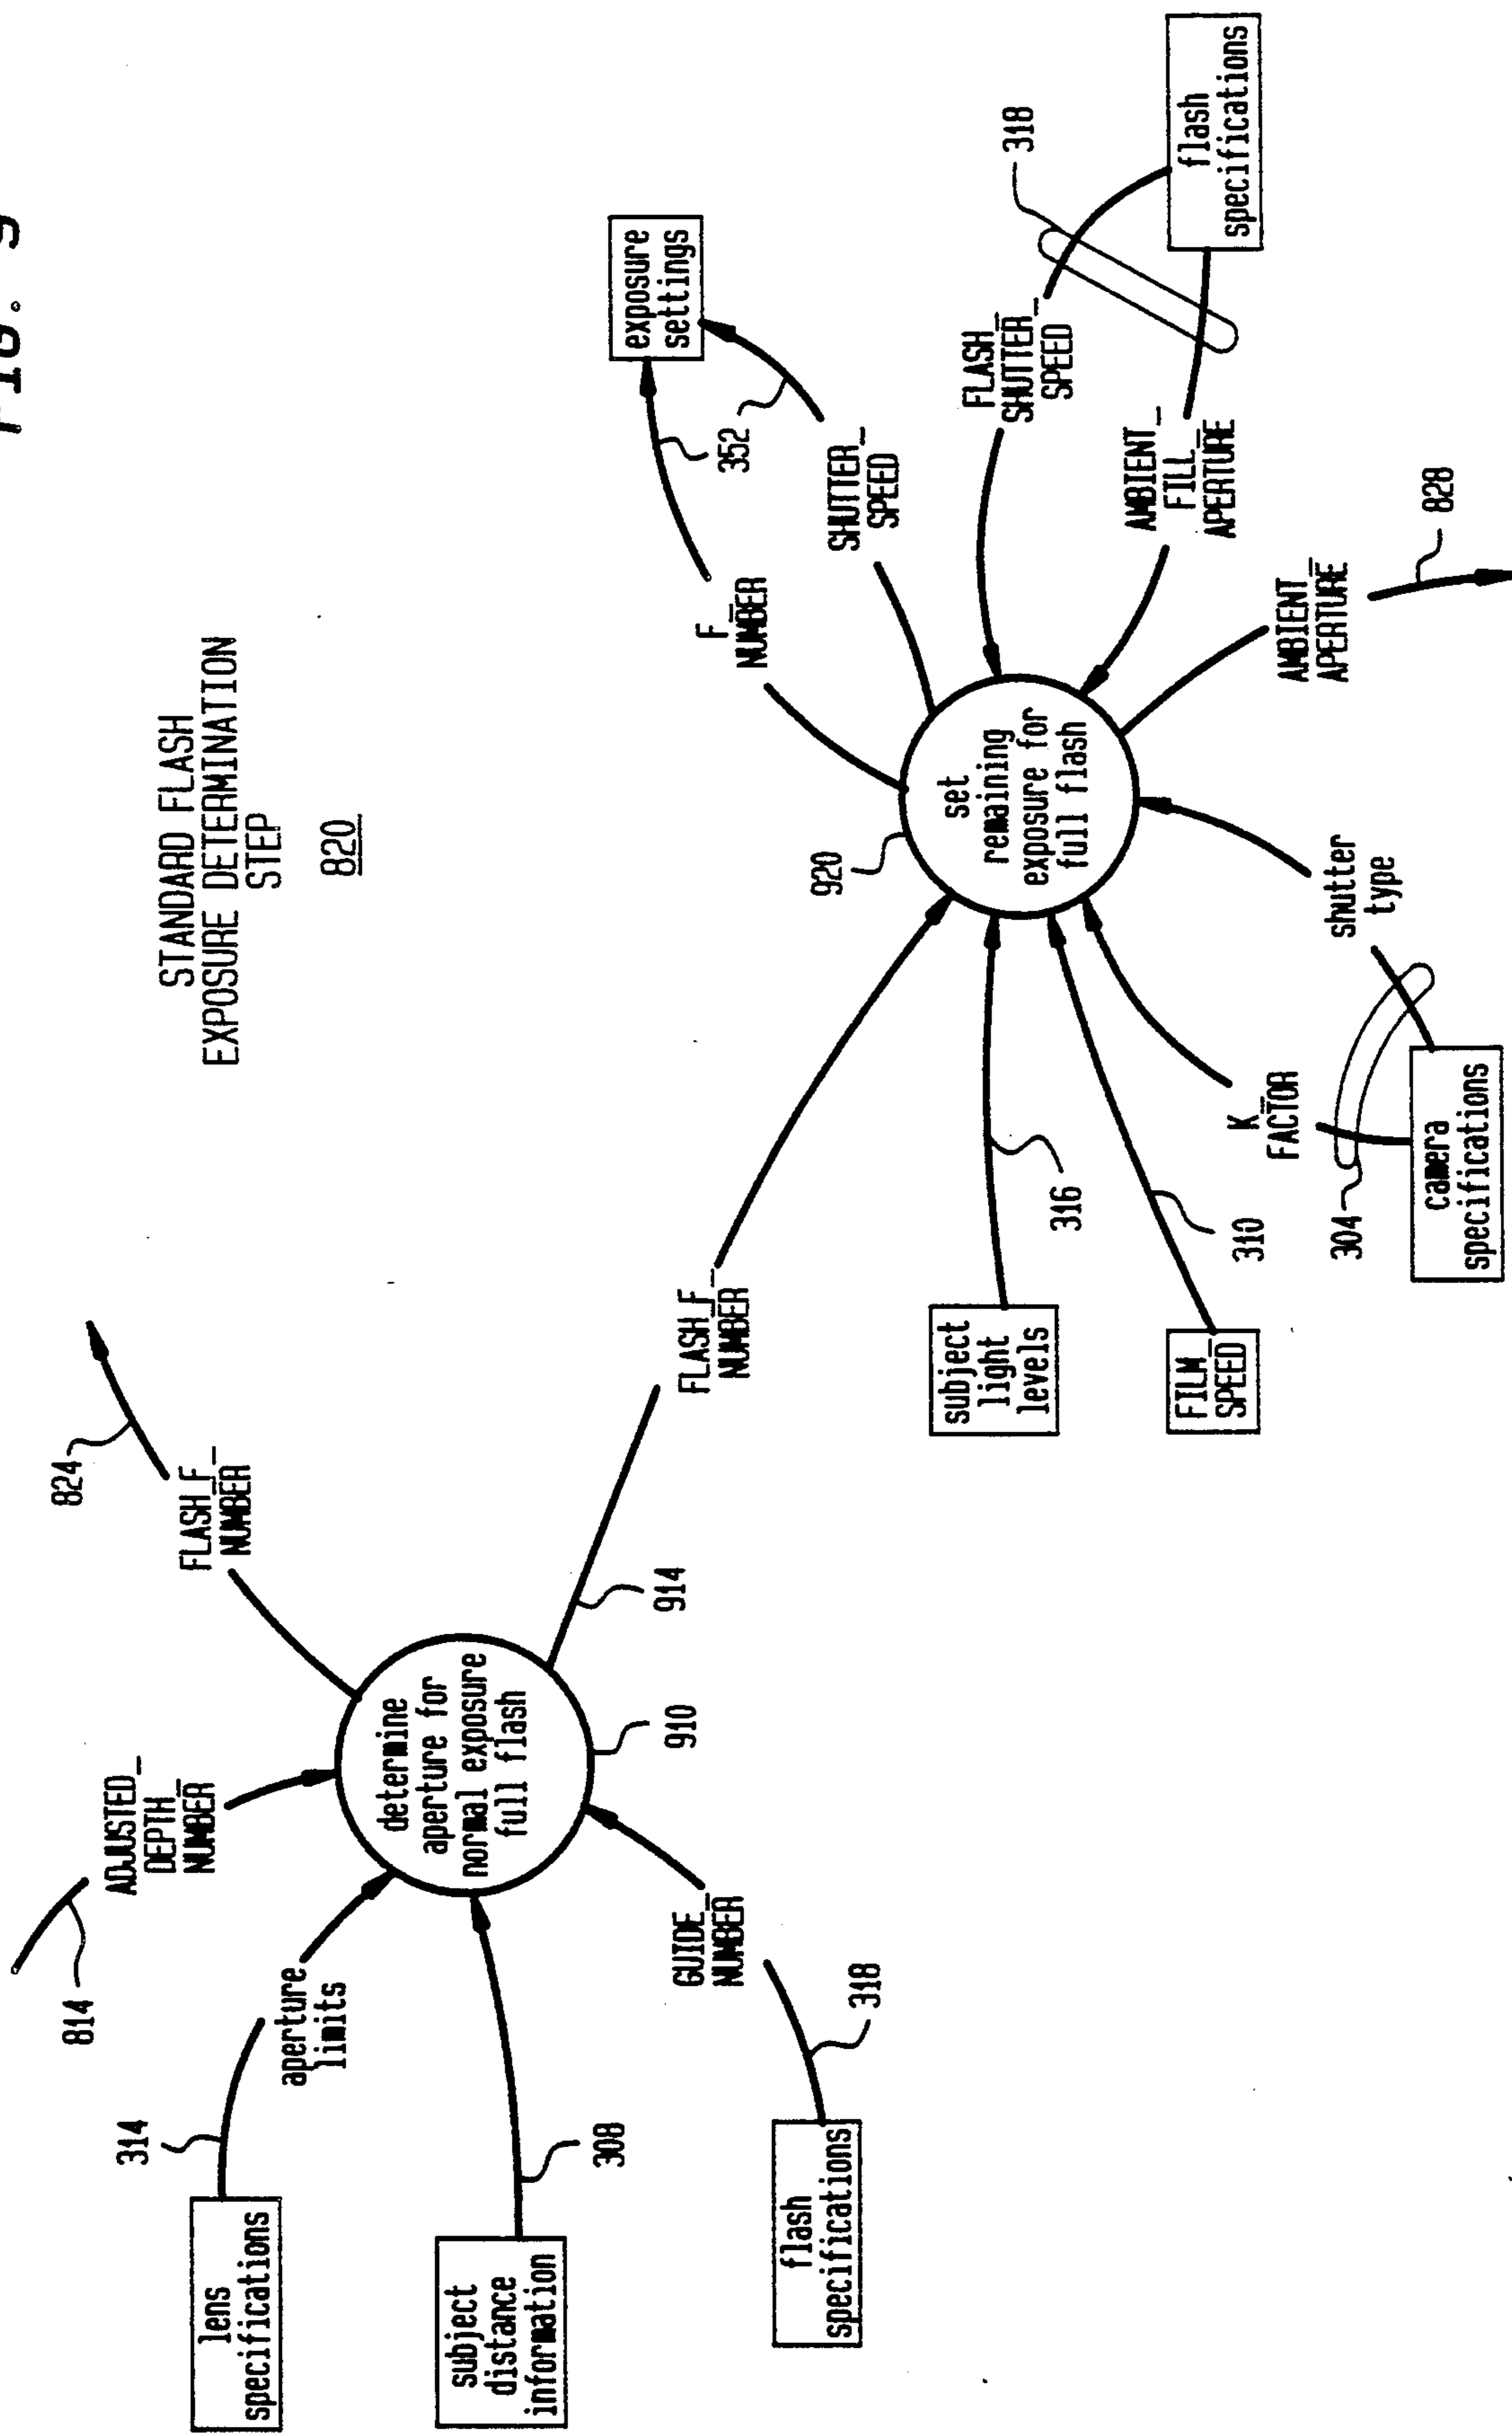 FIG. 9
STANDARD FLASH
EXPOSURE DETERMINATION
STEP
820
814
ADJUSTED_
DEPTH_
NUMBER
824
FLASH_F_
NUMBER
314
lens
specifications
aperture
limits
308
subject
distance
information
determine
aperture for
normal exposure
full flash
910
GUIDE_
NUMBER
318
flash
specifications
914
FLASH_F_
NUMBER
exposure
settings
352
F_
NUMBER
SHUTTER_
SPEED
920
set
remaining
exposure for
full flash
318
FLASH_
SHUTTER_
SPEED
flash
specifications
AMBIENT_
FILL_
APERTURE
AMBIENT_
APERTURE
828
subject
light
levels
316
FILM_
SPEED
310
K_
FACTOR
shutter
type
304
camera
specifications